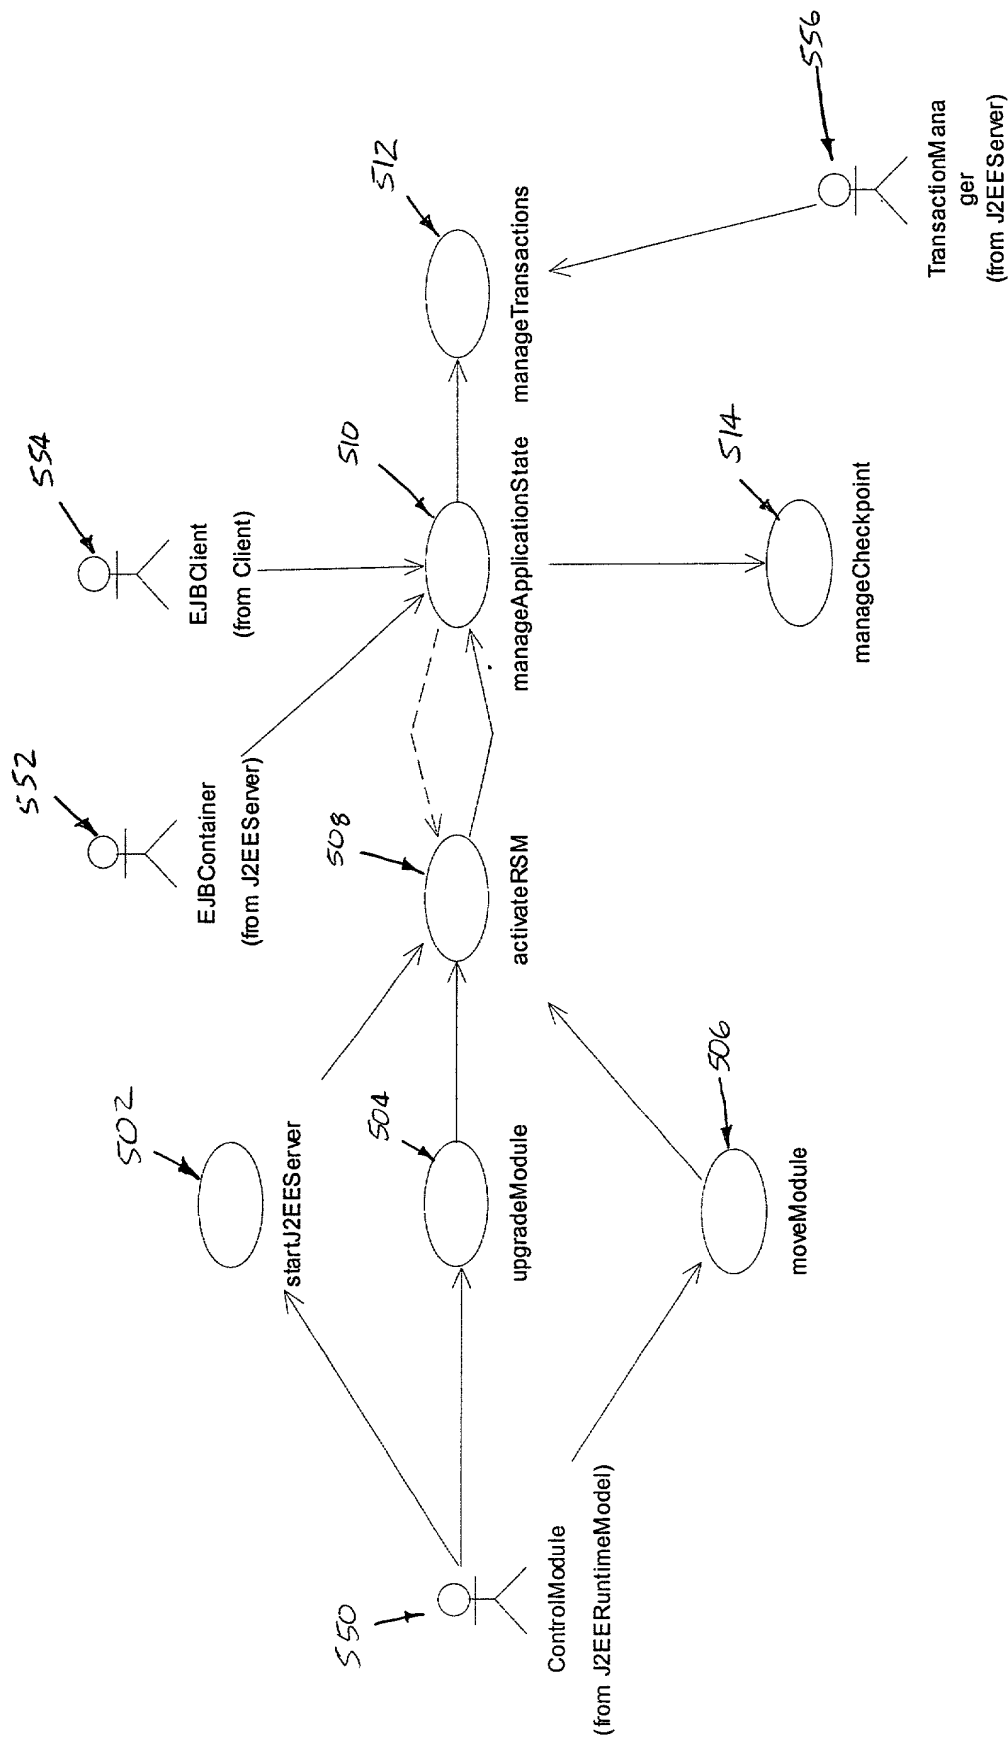 550
ControlModule
(from J2EERuntimeModel)
502
startJ2EEServer
504
upgradeModule
506
moveModule
552
EJBContainer
(from J2EEServer)
508
activateRSM
554
EJBClient
(from Client)
510
manageApplicationState
514
manageCheckpoint
512
manageTransactions
556
TransactionMana
ger
(from J2EEServer)